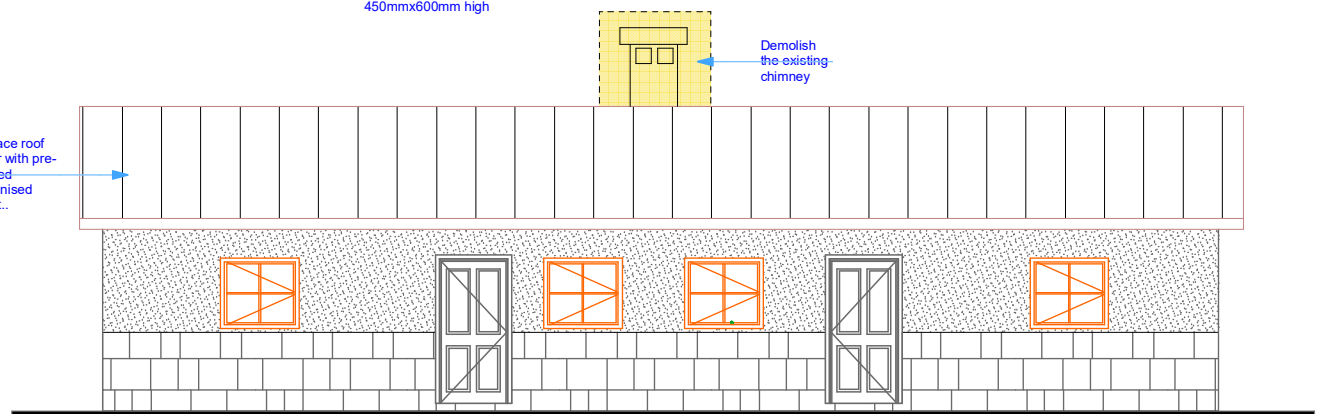 450mmx600mm high
Demolish
the existing
chimney
ace roof
r with pre-
ed
nised
t..